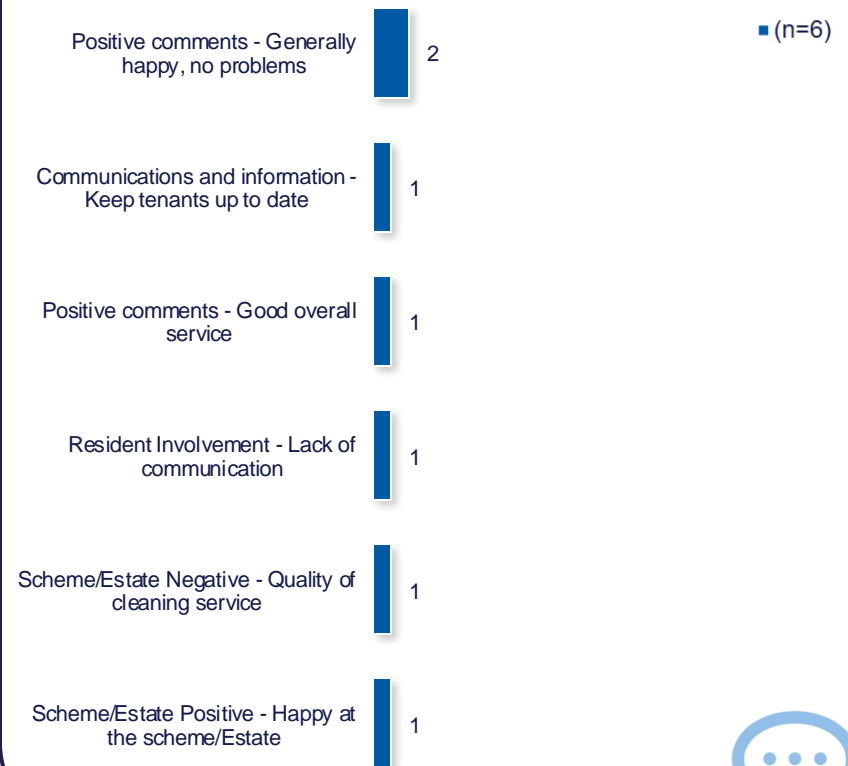 Positive comments - Generally
happy, no problems
2
(n=6)
Communications and information -
Keep tenants up to date
1
Positive comments - Good overall
service
1
Resident Involvement - Lack of
communication
1
Scheme/Estate Negative - Quality of
cleaning service
1
Scheme/Estate Positive - Happy at
the scheme/Estate
1